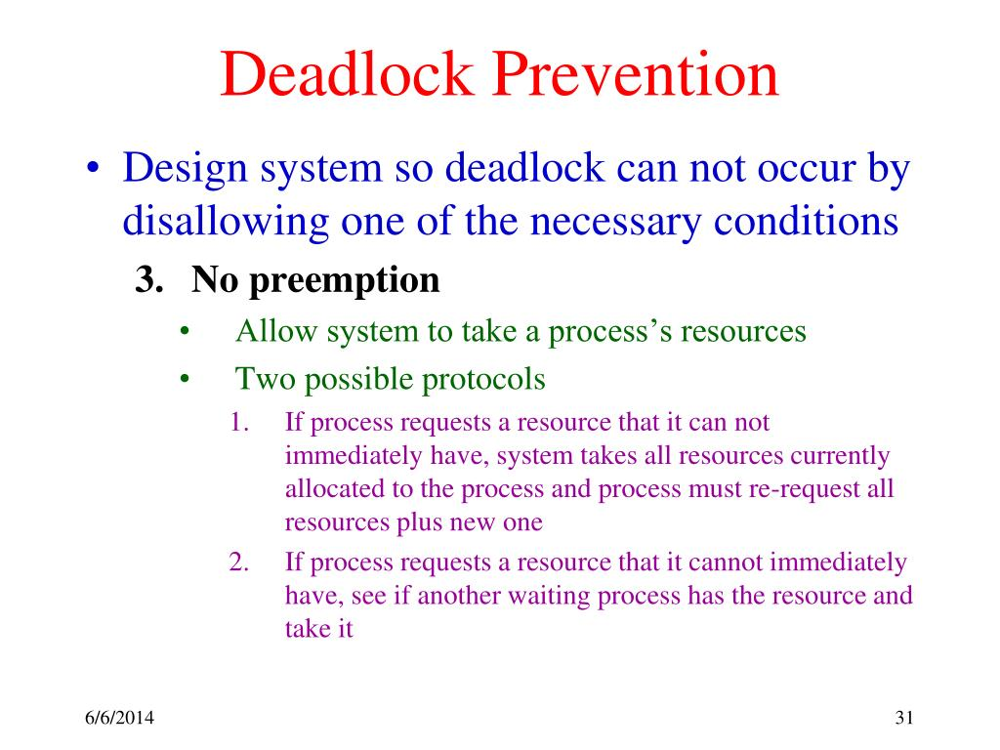 Deadlock Prevention
• Design system so deadlock can not occur by
disallowing one of the necessary conditions
3. No preemption
• Allow system to take a process’s resources
• Two possible protocols
1. If process requests a resource that it can not
immediately have, system takes all resources currently
allocated to the process and process must re-request all
resources plus new one
2. If process requests a resource that it cannot immediately
have, see if another waiting process has the resource and
take it
6/6/2014 31